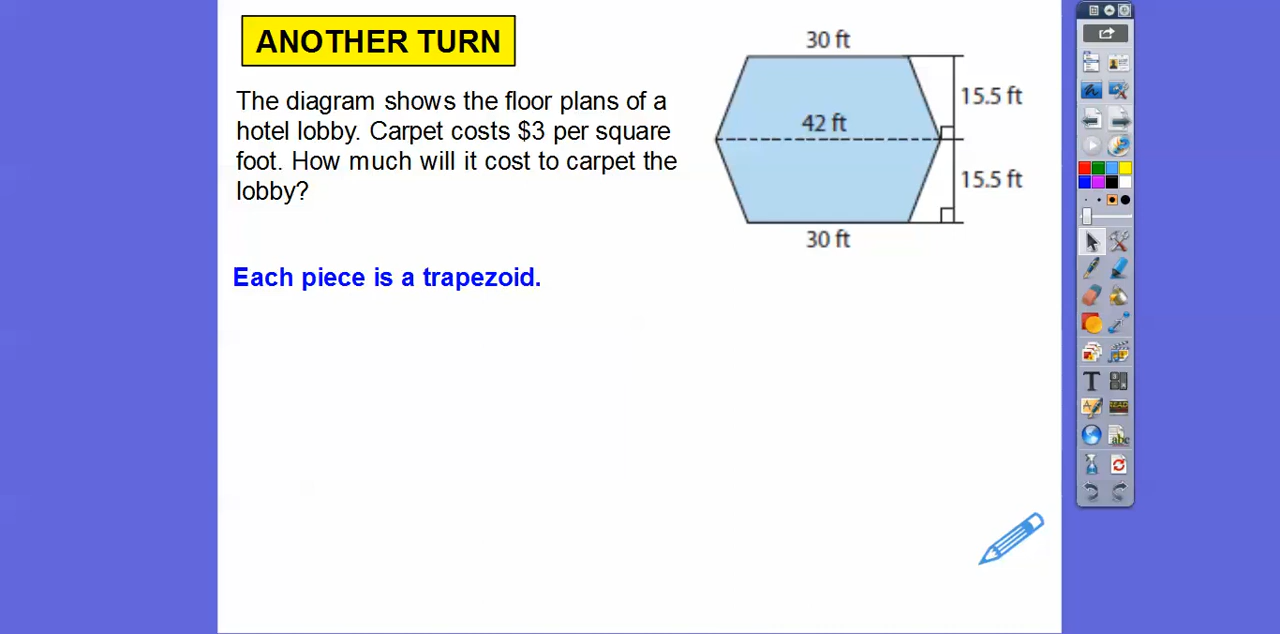 ANOTHER TURN
The diagram shows the floor plans of a
hotel lobby. Carpet costs $3 per square
foot. How much will it cost to carpet the
lobby?
30 ft
15.5 ft
42 ft
15.5 ft
30 ft
Each piece is a trapezoid.